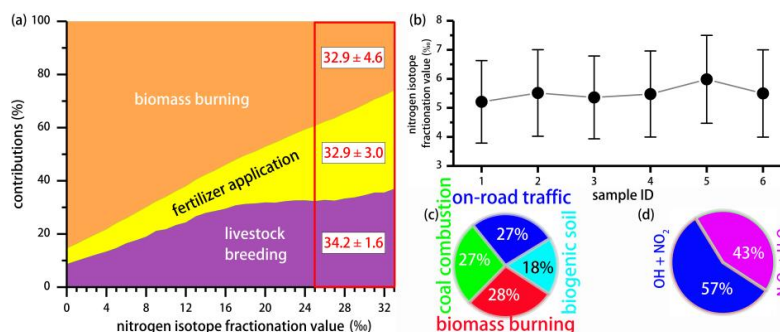 (a)
contributions (%)
100
80
60
40
20
0
biomass burning
fertilizer application
livestock
breeding
32.9 ± 4.6
32.9 ± 3.0
34.2 ± 1.6
0 4 8 12 16 20 24 28 32
nitrogen isotope fractionation value (‰)
(b)
nitrogen isotope
fractionation value (‰)
8
7
6
5
4
3
1 2 3 4 5 6
sample ID
(c)
on-road traffic
coal combustion
biogenic soil
biomass burning
27%
27%
18%
28%
(d)
OH + NO₂
43%
57%